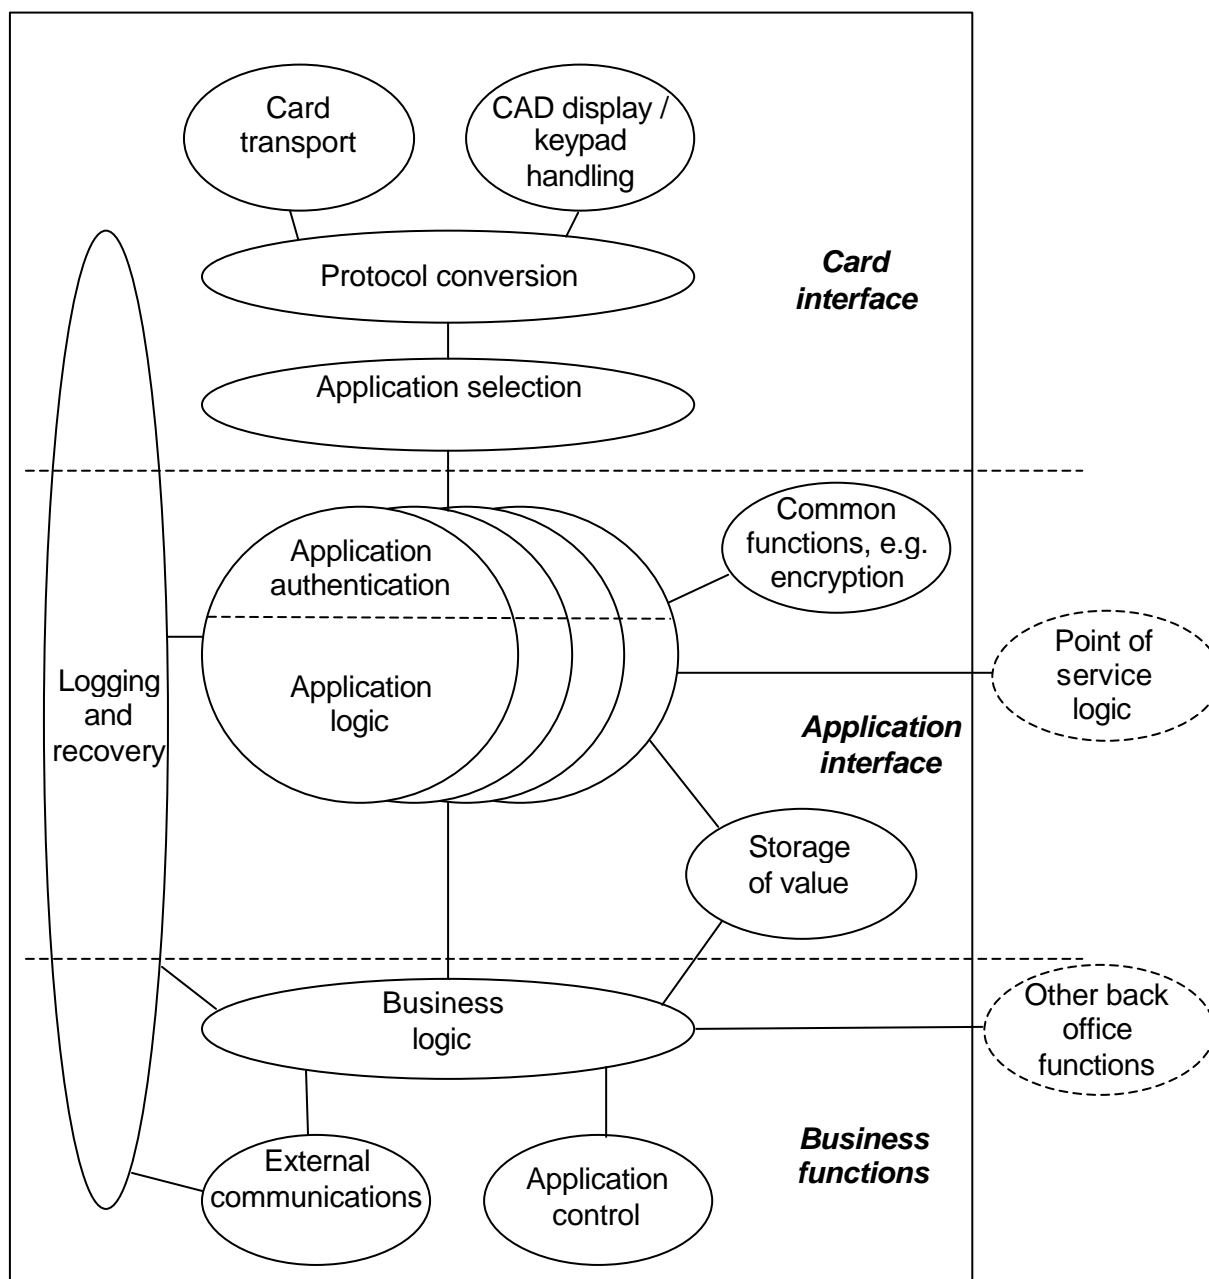 Card
transport
CAD display /
keypad
handling
Protocol conversion
Card
interface
Application selection
Common
functions, e.g.
encryption
Application
authentication
Point of
service
logic
Logging
and
recovery
Application
logic
Application
interface
Storage
of value
Business
logic
Other back
office
functions
Business
functions
External
communications
Application
control